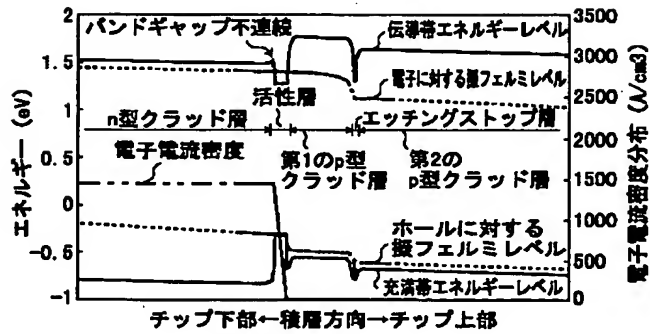 バンドギャップ不連続
伝導帯エネルギーレベル
電子に対する擬フェルミレベル
活性層
n型クラッド層
エッチングストップ層
電子電流密度
第1のp型
クラッド層
第2の
p型クラッド層
ホールに対する
擬フェルミレベル
充満帯エネルギーレベル
エネルギー (eV)
2
1.5
1
0.5
0
-0.5
-1
電子電流密度分布 (A/cm3)
3500
3000
2500
2000
1500
1000
500
0
チップ下部←積層方向→チップ上部